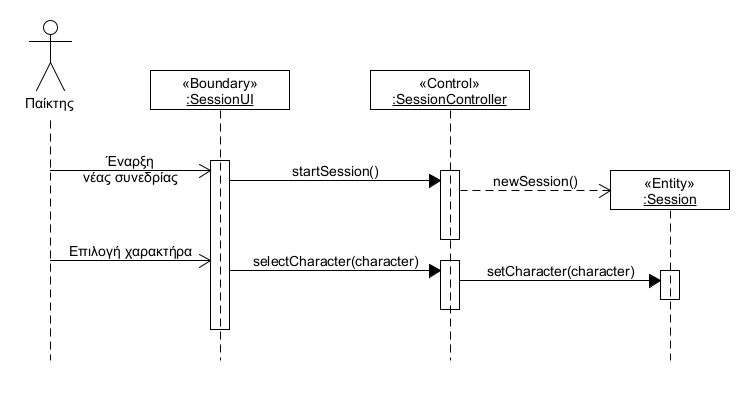 «Boundary»
:SessionUI
«Control»
:SessionController
Παίκτης
Έναρξη
νέας συνεδρίας
startSession()
newSession()
«Entity»
:Session
Επιλογή χαρακτήρα
selectCharacter(character)
setCharacter(character)